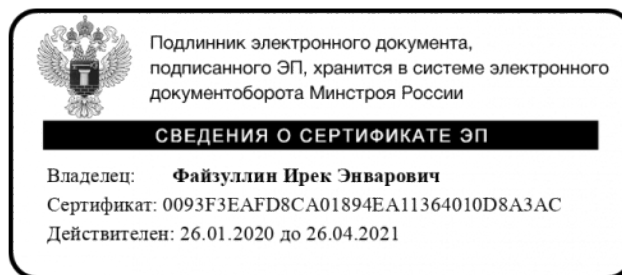 Подлинник электронного документа,
подписанного ЭП, хранится в системе электронного
документоборота Минстроя России
СВЕДЕНИЯ О СЕРТИФИКАТЕ ЭП
Владелец: Файзуллин Ирек Энварович
Сертификат: 0093F3EAFD8CA01894EA11364010D8A3AC
Действителен: 26.01.2020 до 26.04.2021